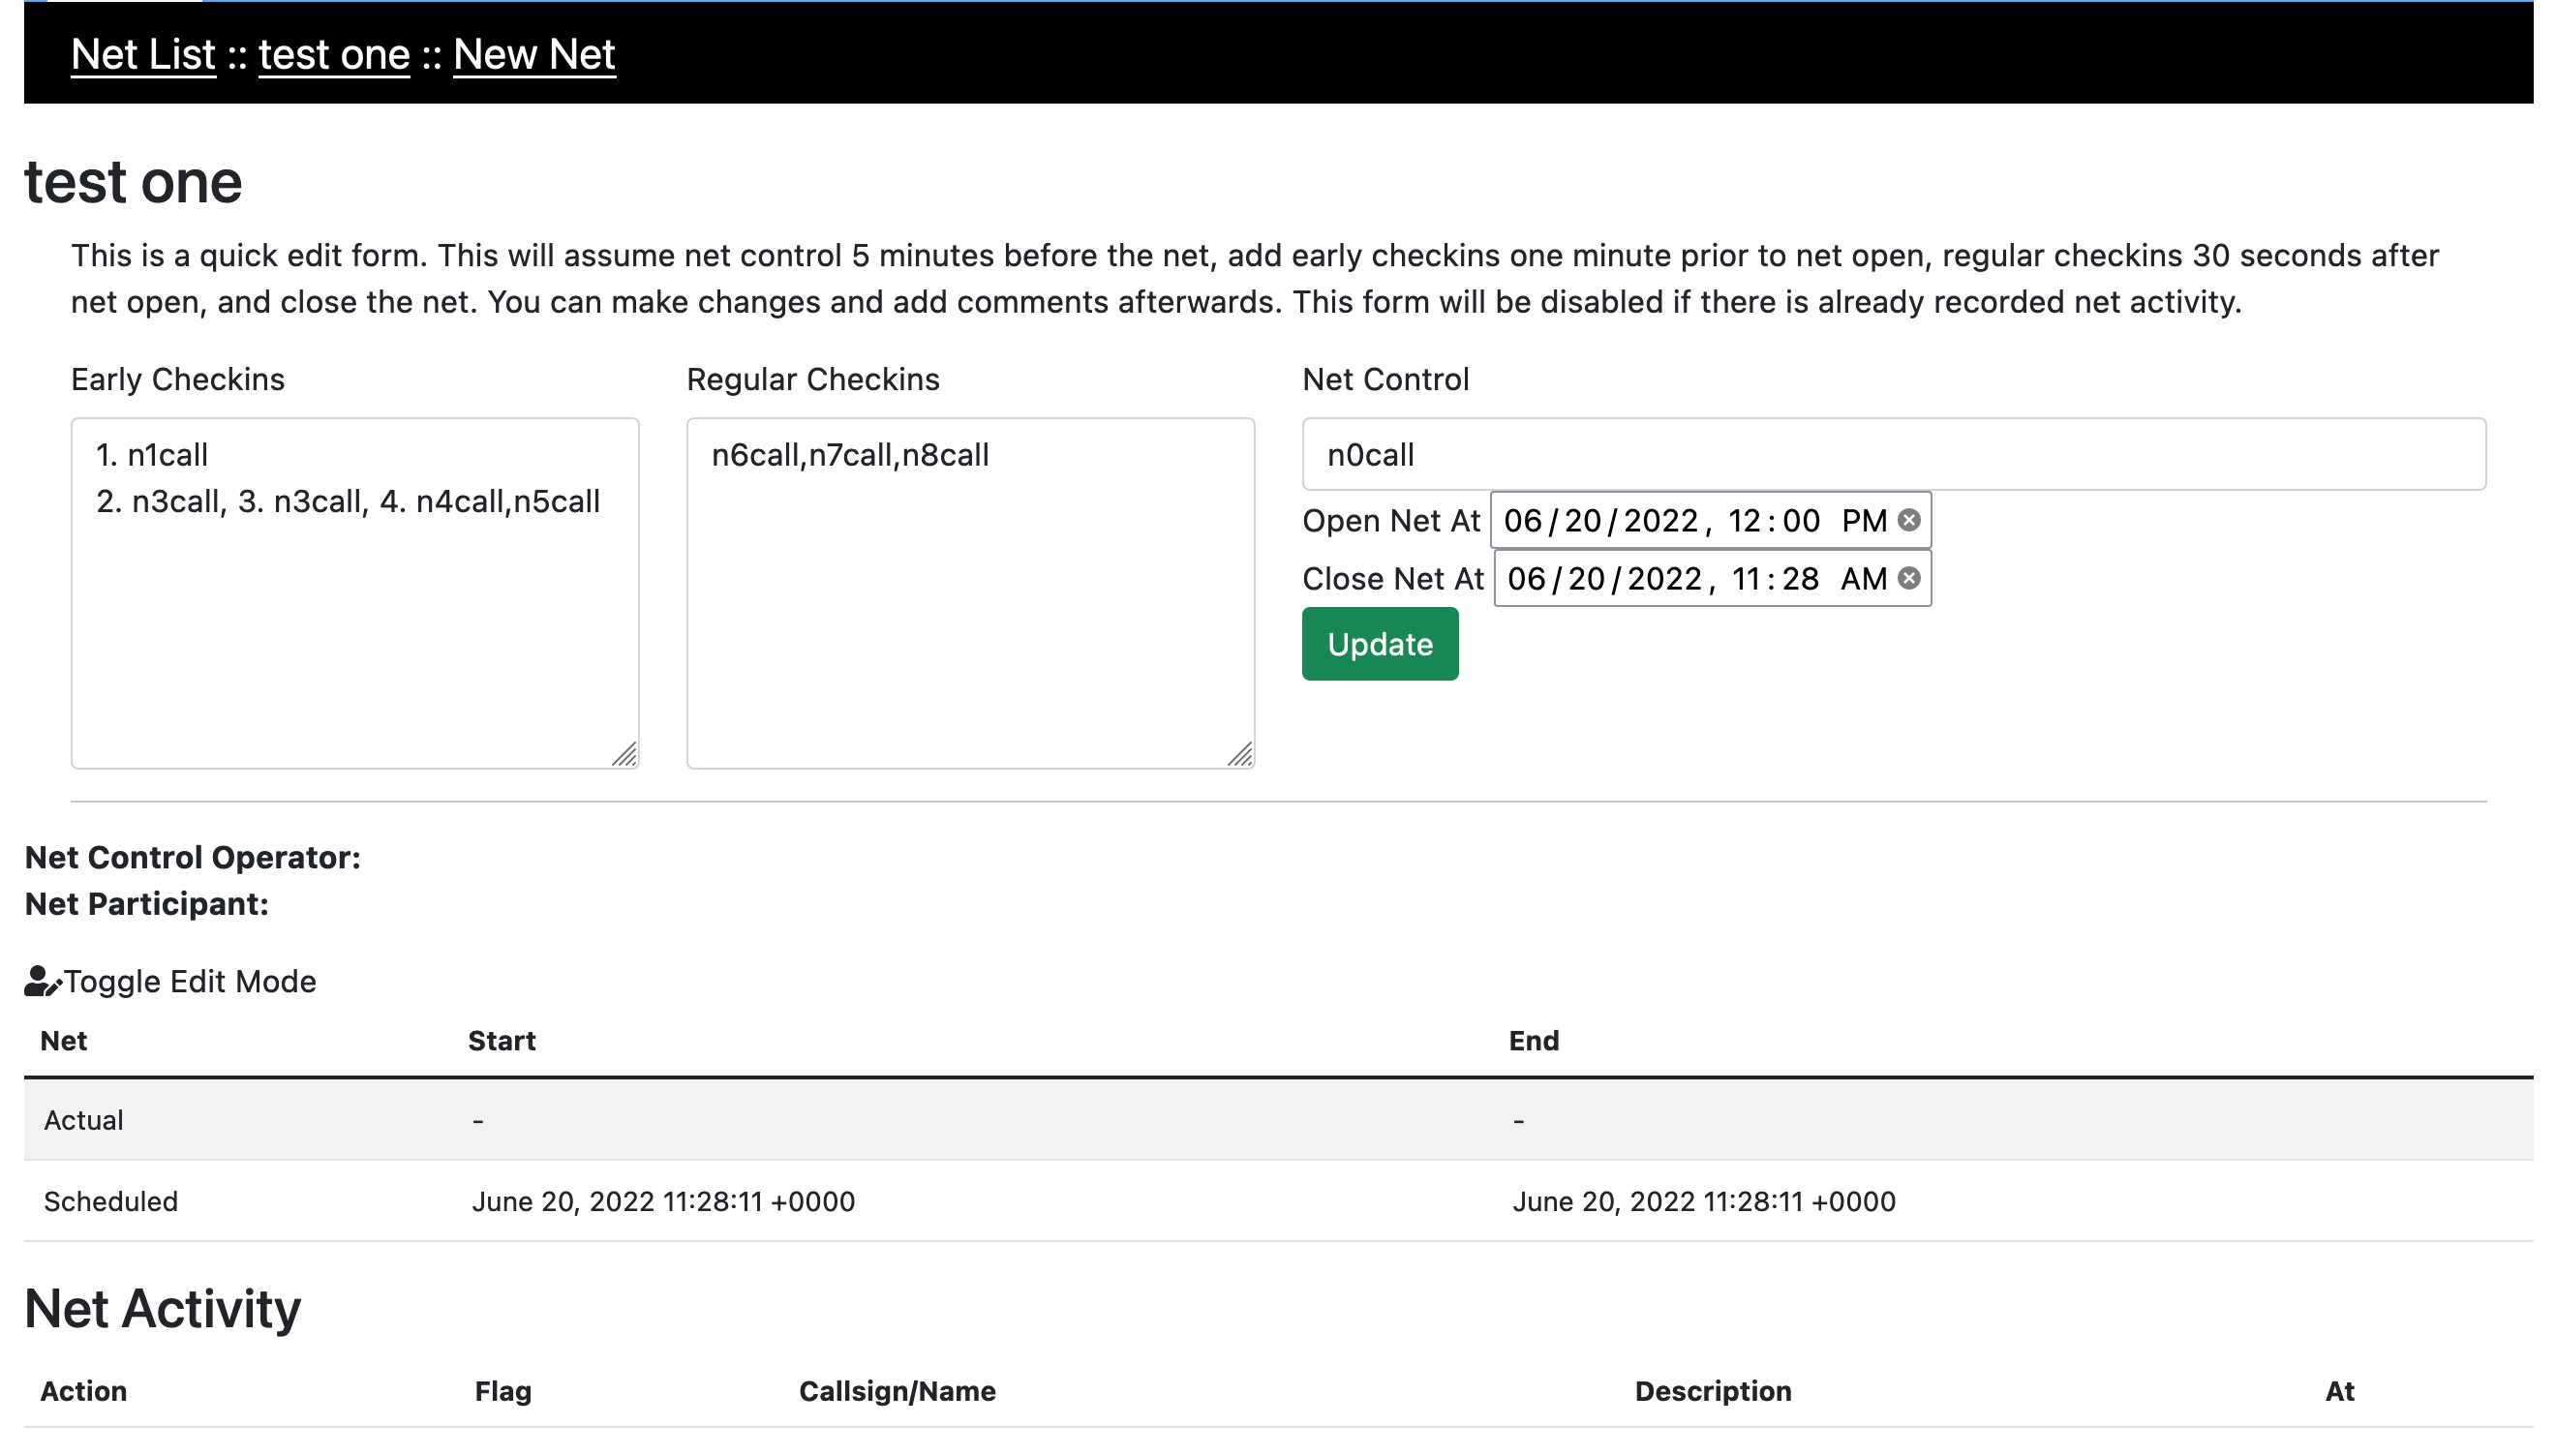 Net List :: test one :: New Net
test one
This is a quick edit form. This will assume net control 5 minutes before the net, add early checkins one minute prior to net open, regular checkins 30 seconds after
net open, and close the net. You can make changes and add comments afterwards. This form will be disabled if there is already recorded net activity.
Early Checkins
1. n1call
2. n3call, 3. n3call, 4. n4call,n5call
Regular Checkins
n6call,n7call,n8call
Net Control
n0call
Open Net At 06/20/2022, 12:00 PM
Close Net At 06/20/2022, 11:28 AM
Update
Net Control Operator:
Net Participant:
Toggle Edit Mode
Net Start End
Actual - -
Scheduled June 20, 2022 11:28:11 +0000 June 20, 2022 11:28:11 +0000
Net Activity
Action Flag Callsign/Name Description At